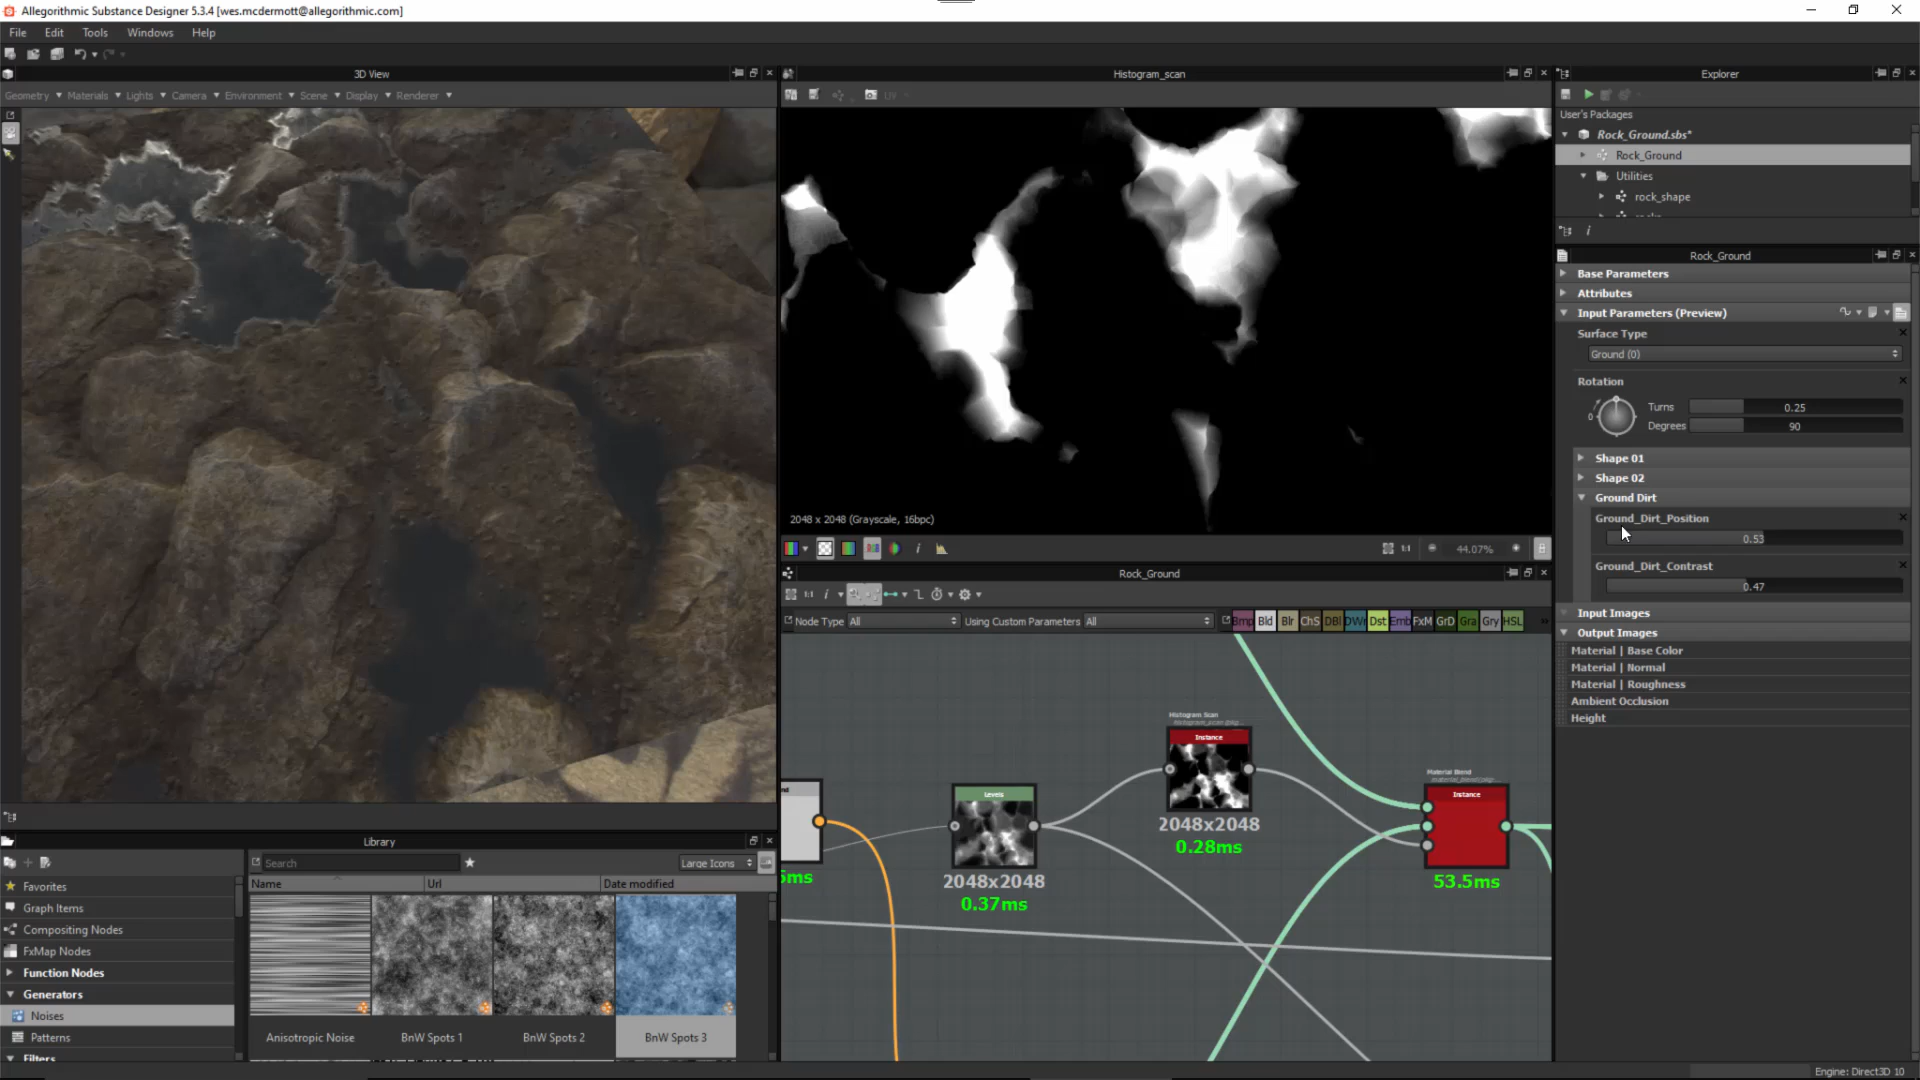 Allegorithmic Substance Designer 5.3.4 [wes.mcdermott@allegorithmic.com]
File Edit Tools Windows Help
3D View
Geometry Materials Lights Camera Environment Scene Display Renderer
Histogram_scan
2048 x 2048 (Grayscale, 16bpc)
44.07%
Rock_Ground
Node Type All Using Custom Parameters All
Bmp Bld Blr ChS DBl DWr Dst Emb FxM GrD Gra Gry HSL
Histogram Scan
Instance
2048x2048
0.28ms
Levels
2048x2048
0.37ms
Material Blend
Instance
53.5ms
Library
Search
Large Icons
Name Url Date modified
Favorites
Graph Items
Compositing Nodes
FxMap Nodes
Function Nodes
Generators
Noises
Patterns
Filters
Anisotropic Noise
BnW Spots 1
BnW Spots 2
BnW Spots 3
Explorer
User's Packages
Rock_Ground.sbs*
Rock_Ground
Utilities
rock_shape
Rock_Ground
Base Parameters
Attributes
Input Parameters (Preview)
Surface Type
Ground (0)
Rotation
0
Turns 0.25
Degrees 90
Shape 01
Shape 02
Ground Dirt
Ground_Dirt_Position
0.53
Ground_Dirt_Contrast
0.47
Input Images
Output Images
Material | Base Color
Material | Normal
Material | Roughness
Ambient Occlusion
Height
Engine: Direct3D 10